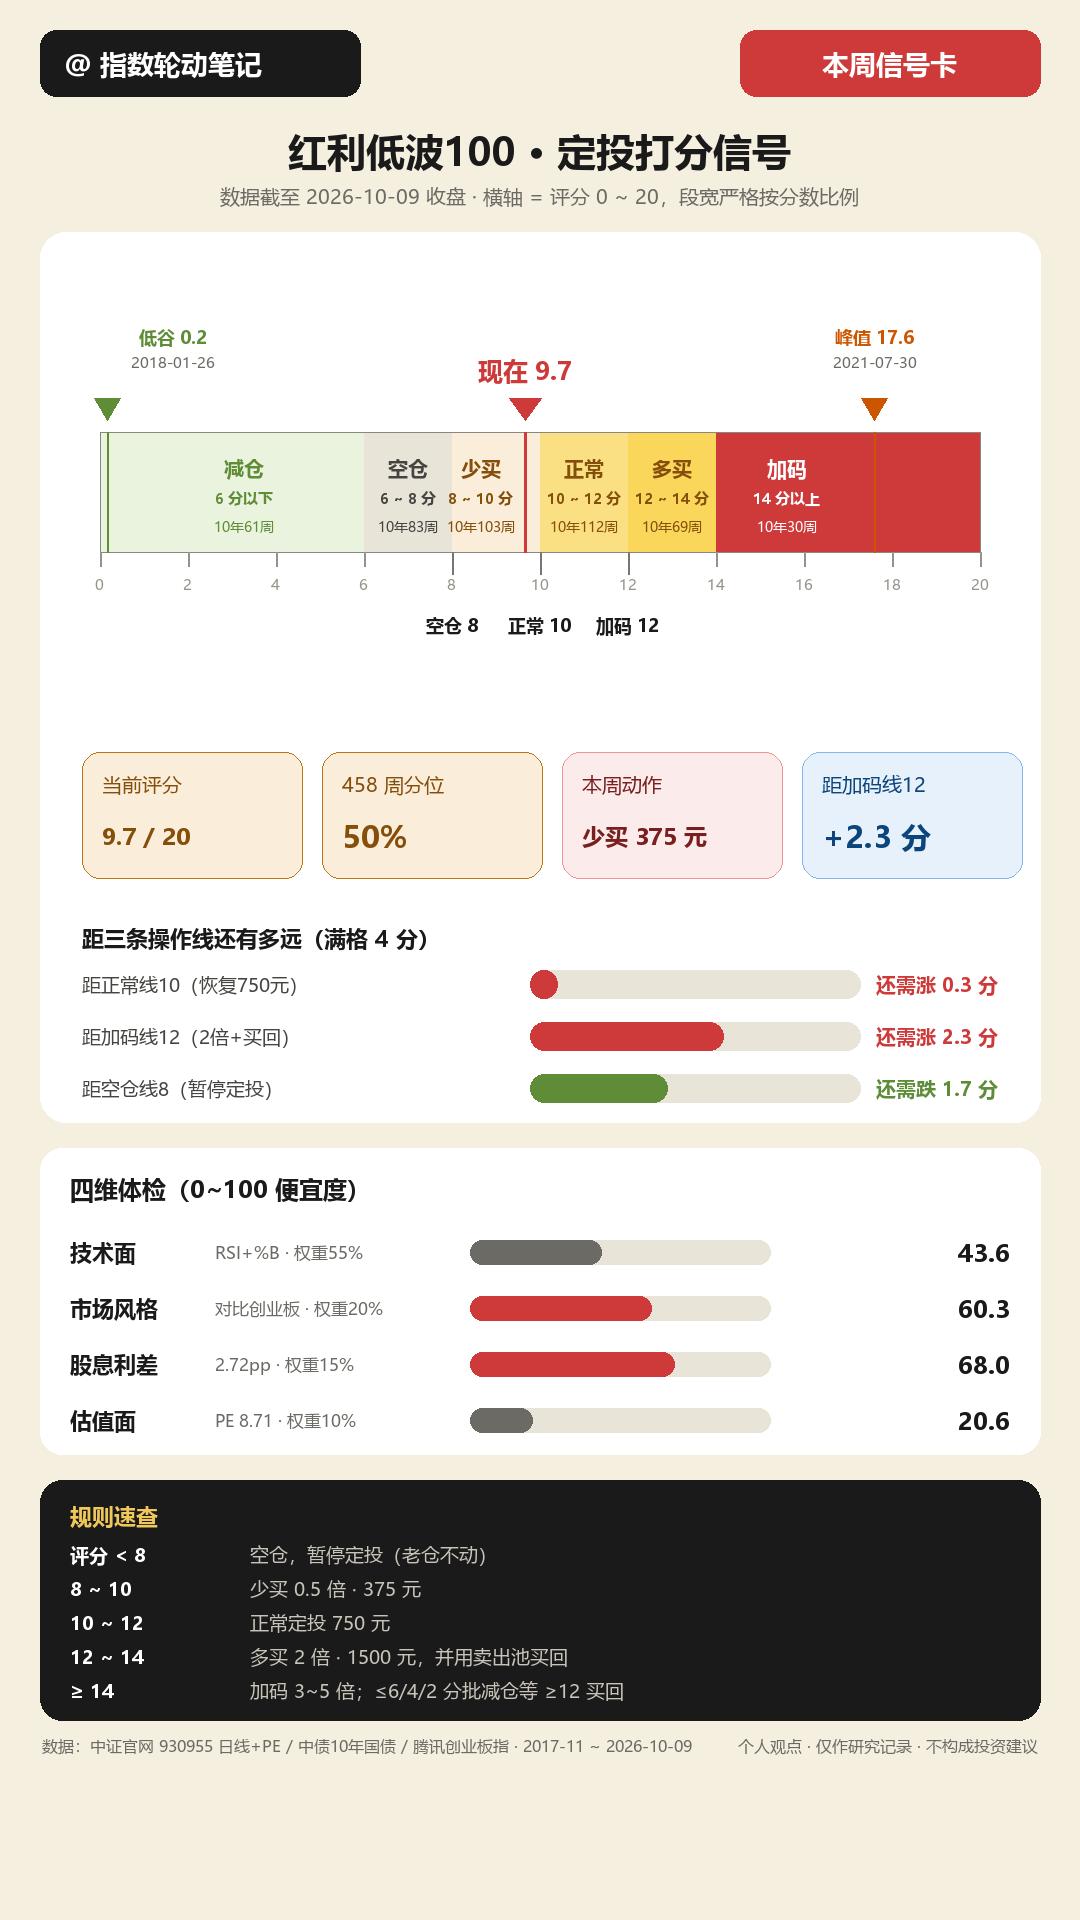 @ 指数轮动笔记
本周信号卡
红利低波100 · 定投打分信号
数据截至 2026-10-09 收盘 · 横轴 = 评分 0 ~ 20，段宽严格按分数比例
低谷 0.2
2018-01-26
现在 9.7
峰值 17.6
2021-07-30
减仓 空仓 少买 正常 多买 加码
6 分以下 6 ~ 8 分 8 ~ 10 分 10 ~ 12 分 12 ~ 14 分 14 分以上
10年61周 10年83周 10年103周 10年112周 10年69周 10年30周
0 2 4 6 8 10 12 14 16 18 20
空仓 8 正常 10 加码 12
当前评分
9.7 / 20
458 周分位
50%
本周动作
少买 375 元
距加码线12
+2.3 分
距三条操作线还有多远（满格 4 分）
距正常线10（恢复750元） 还需涨 0.3 分
距加码线12（2倍+买回） 还需涨 2.3 分
距空仓线8（暂停定投） 还需跌 1.7 分
四维体检（0~100 便宜度）
技术面 RSI+%B · 权重55% 43.6
市场风格 对比创业板 · 权重20% 60.3
股息利差 2.72pp · 权重15% 68.0
估值面 PE 8.71 · 权重10% 20.6
规则速查
评分 < 8 空仓，暂停定投（老仓不动）
8 ~ 10 少买 0.5 倍 · 375 元
10 ~ 12 正常定投 750 元
12 ~ 14 多买 2 倍 · 1500 元，并用卖出池买回
≥ 14 加码 3~5 倍；≤6/4/2 分批减仓等 ≥12 买回
数据：中证官网 930955 日线+PE / 中债10年国债 / 腾讯创业板指 · 2017-11 ~ 2026-10-09 个人观点 · 仅作研究记录 · 不构成投资建议